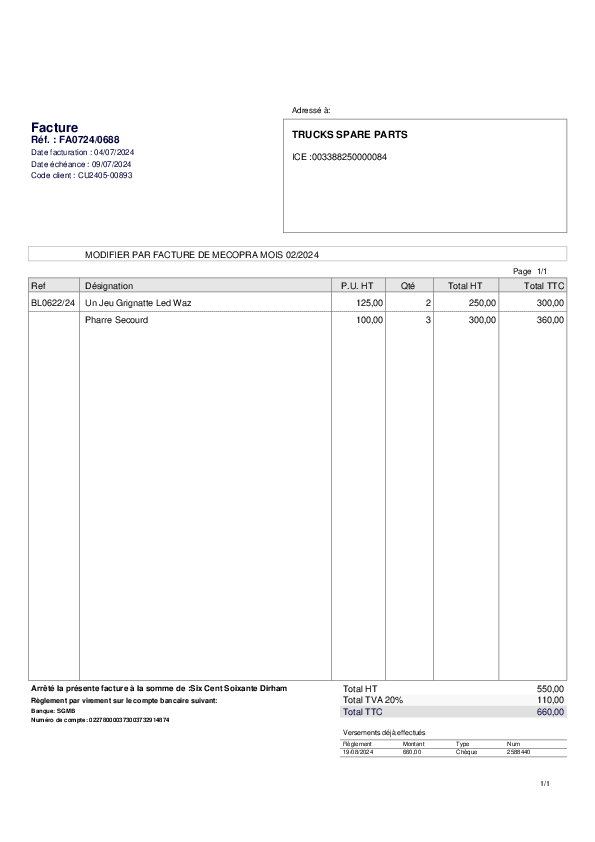 Adressé à:
Facture
Réf. : FA0724/0688
Date facturation : 04/07/2024
Date échéance : 09/07/2024
Code client : CU2405-00893
TRUCKS SPARE PARTS
ICE :003388250000084
MODIFIER PAR FACTURE DE MECOPRA MOIS 02/2024
Page 1/1
Ref Désignation P.U. HT Qté Total HT Total TTC
BL0622/24 Un Jeu Grignatte Led Waz 125,00 2 250,00 300,00
Pharre Secourd 100,00 3 300,00 360,00
Arrêté la présente facture à la somme de :Six Cent Soixante Dirham
Règlement par virement sur le compte bancaire suivant:
Banque: SGMB
Numéro de compte: 022780000373003732914874
Total HT 550,00
Total TVA 20% 110,00
Total TTC 660,00
Versements déjà effectués
Règlement Montant Type Num
19/08/2024 660,00 Chèque 2588440
1/1